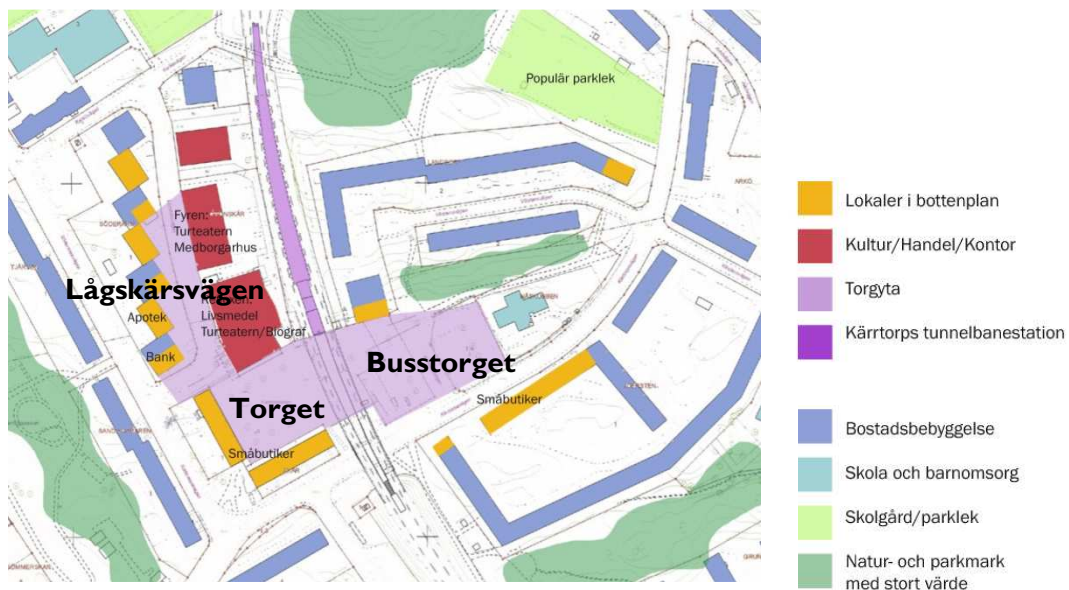 Populär parklek
Fyren:
Turteatern
Medborgarhus
Lågskärsvägen
Livsmedel
Turteatern/Biograf
Apotek
Bank
Busstorget
Torget
Småbutiker
Småbutiker
Lokaler i bottenplan
Kultur/Handel/Kontor
Torgyta
Kärrtorps tunnelbanestation
Bostadsbebyggelse
Skola och barnomsorg
Skolgård/parklek
Natur- och parkmark
med stort värde